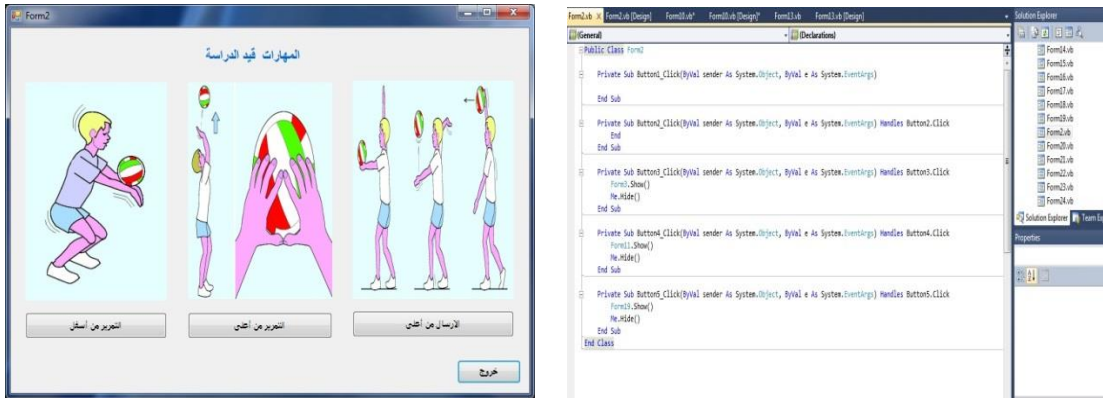 Form2
المهارات قيد الدراسة
التمرير من أسفل
التمرير من أعلى
الارسال من أعلى
خروج
Form2.vb × Form2.vb [Design] Form10.vb* Form10.vb [Design]* Form13.vb Form13.vb [Design]
(General)
(Declarations)
Public Class Form2
Private Sub Button1_Click(ByVal sender As System.Object, ByVal e As System.EventArgs)
End Sub
Private Sub Button2_Click(ByVal sender As System.Object, ByVal e As System.EventArgs) Handles Button2.Click
End
End Sub
Private Sub Button3_Click(ByVal sender As System.Object, ByVal e As System.EventArgs) Handles Button3.Click
Form3.Show()
Me.Hide()
End Sub
Private Sub Button4_Click(ByVal sender As System.Object, ByVal e As System.EventArgs) Handles Button4.Click
Form11.Show()
Me.Hide()
End Sub
Private Sub Button5_Click(ByVal sender As System.Object, ByVal e As System.EventArgs) Handles Button5.Click
Form19.Show()
Me.Hide()
End Sub
End Class
Solution Explorer
Form14.vb
Form15.vb
Form16.vb
Form17.vb
Form18.vb
Form19.vb
Form2.vb
Form20.vb
Form21.vb
Form22.vb
Form23.vb
Form24.vb
Solution Explorer Team Ex
Properties